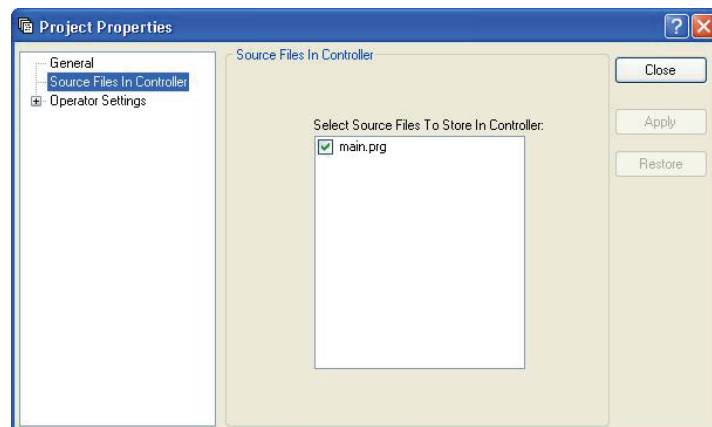 Project Properties
General
Source Files In Controller
Operator Settings
Source Files In Controller
Select Source Files To Store In Controller:
main.prg
Close
Apply
Restore